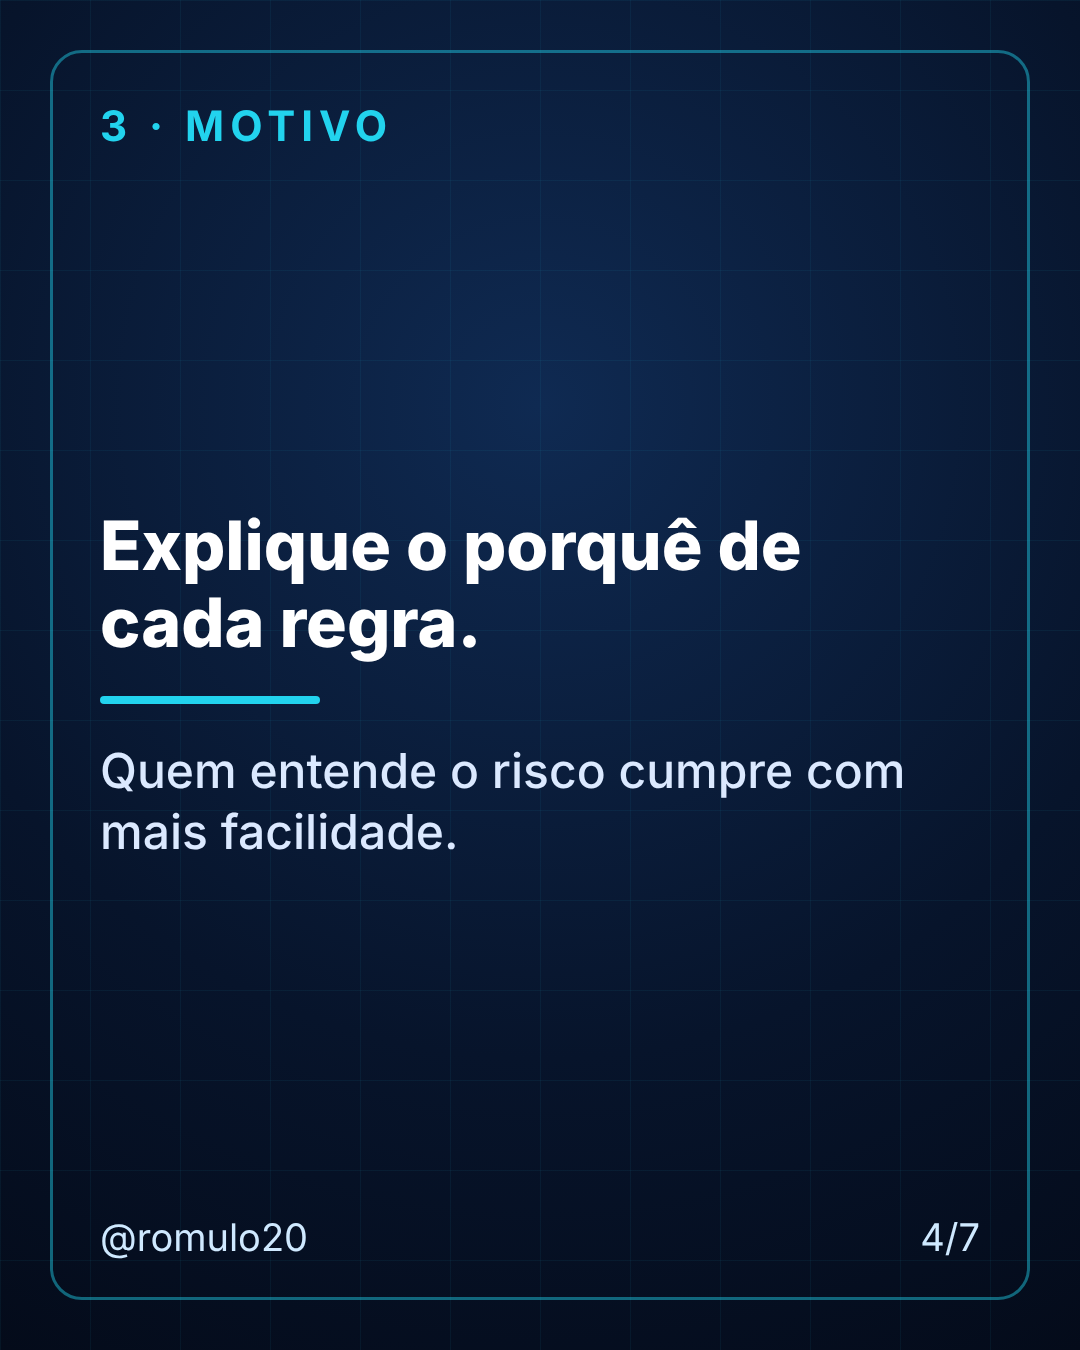 3 · MOTIVO
Explique o porquê de
cada regra.
Quem entende o risco cumpre com
mais facilidade.
@romulo20
4/7